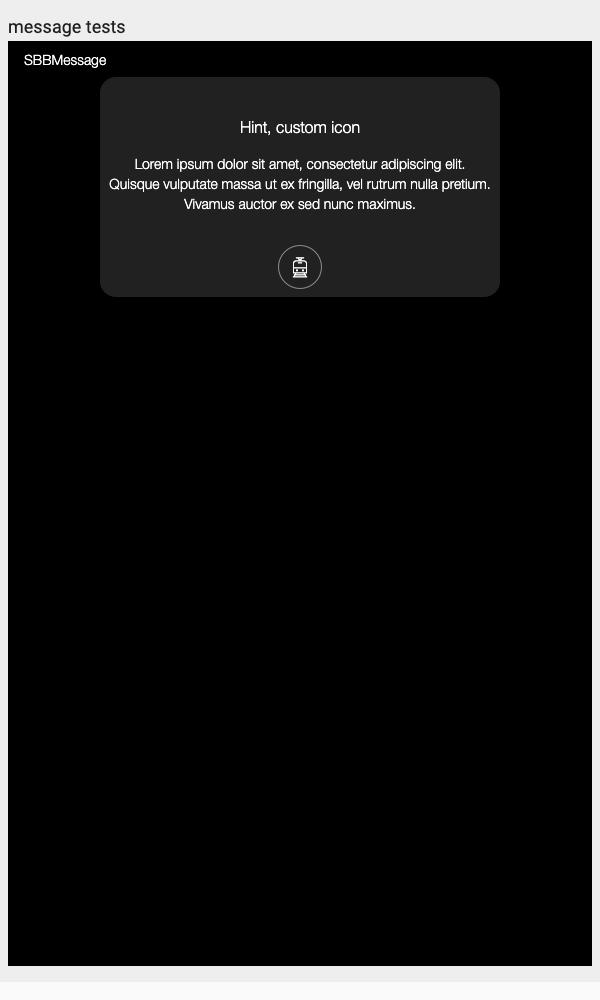 message tests
SBBMessage
Hint, custom icon
Lorem ipsum dolor sit amet, consectetur adipiscing elit.
Quisque vulputate massa ut ex fringilla, vel rutrum nulla pretium.
Vivamus auctor ex sed nunc maximus.